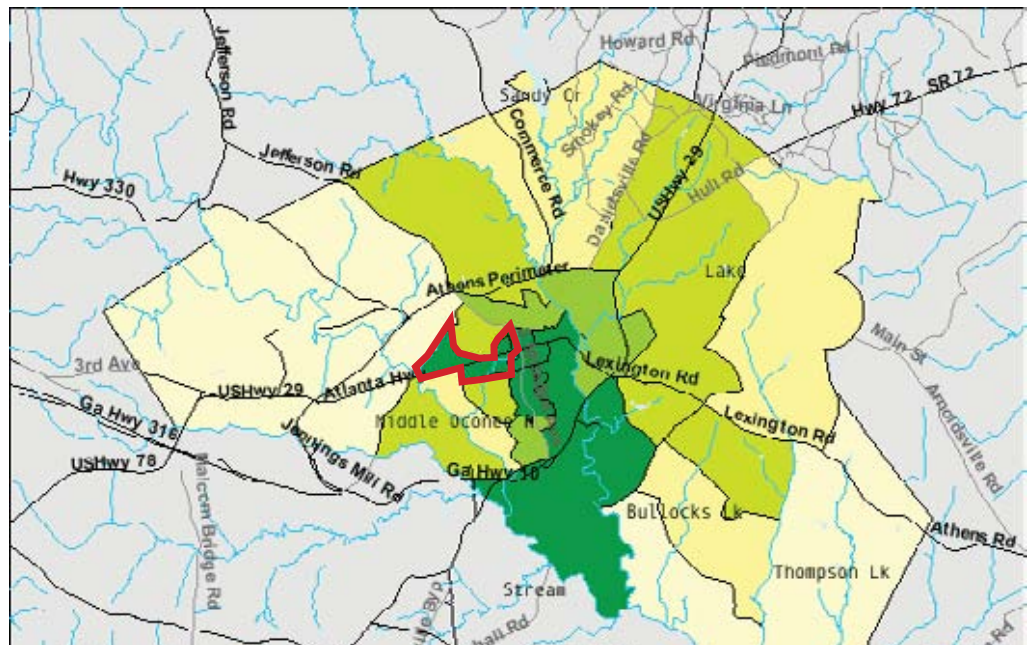 Howard Rd
Piedmont Rd
Jefferson Rd
Sandy Cr
Smokey Rd
Virginia Ln
Hwy 72 SR 72
Commerce Rd
Jefferson Rd
Hwy 330
Danielsville Rd
USHwy 29
Hull Rd
Lake
Athens Perimeter
Main St
3rd Ave
USHwy 29
Atlanta Hwy
Lexington Rd
Ga Hwy 316
Middle Oconee
Lexington Rd
Arnoldsville Rd
Jennings Mill Rd
USHwy 78
Ga Hwy 10
Malcom Bridge Rd
Bullocks Lk
Athens Rd
Thompson Lk
Stream
Rd